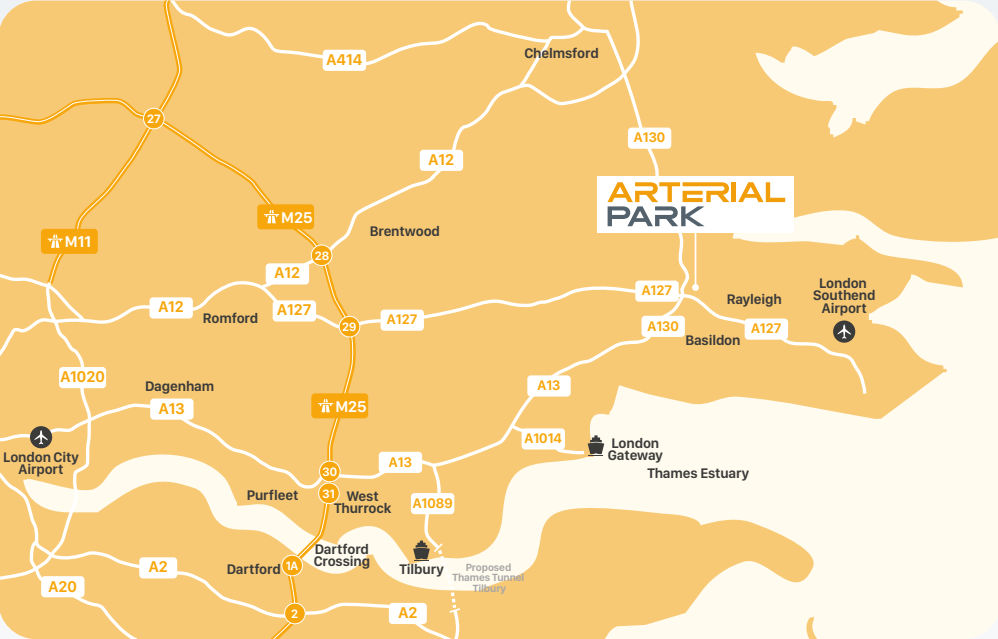 A414
Chelmsford
27
A130
A12
ARTERIAL
PARK
M25
M11
Brentwood
28
A12
A12
A127
Romford
29
A127
A127
Rayleigh
London
Southend
Airport
A130
Basildon
A127
A1020
Dagenham
A13
M25
A13
A1014
London
Gateway
Thames Estuary
London City
Airport
30
A13
31
Purfleet
West
Thurrock
A1089
Dartford
Crossing
Tilbury
Proposed
Thames Tunnel
Tilbury
A2
Dartford
1A
A20
2
A2